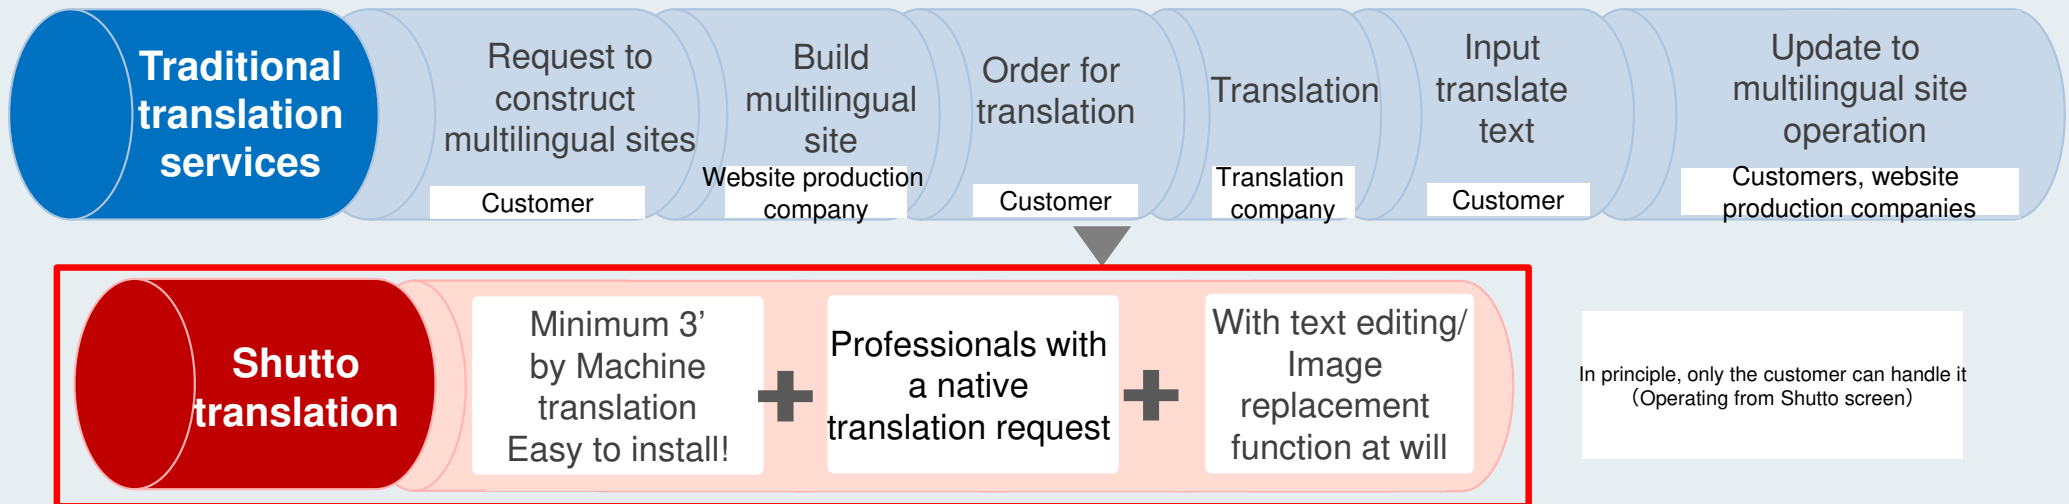 Traditional
translation
services
Request to
construct
multilingual sites
Customer
Build
multilingual
site
Website production
company
Order for
translation
Customer
Translation
Translation
company
Input
translate
text
Customer
Update to
multilingual site
operation
Customers, website
production companies
Shutto
translation
Minimum 3’
by Machine
translation
Easy to install!
Professionals with
a native
translation request
With text editing/
Image
replacement
function at will
In principle, only the customer can handle it
（Operating from Shutto screen）